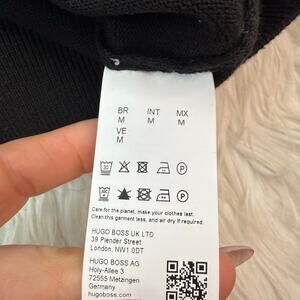 BR INT MX
M M M
VE
M
30
P
30
P
Care for the planet, make your clothes last.
Clean this garment less, and air dry if required.
HUGO BOSS UK LTD
39 Plender Street
London, NW1 0DT
HUGO BOSS AG
Holy-Allee 3
72555 Metzingen
Germany
hugoboss.com